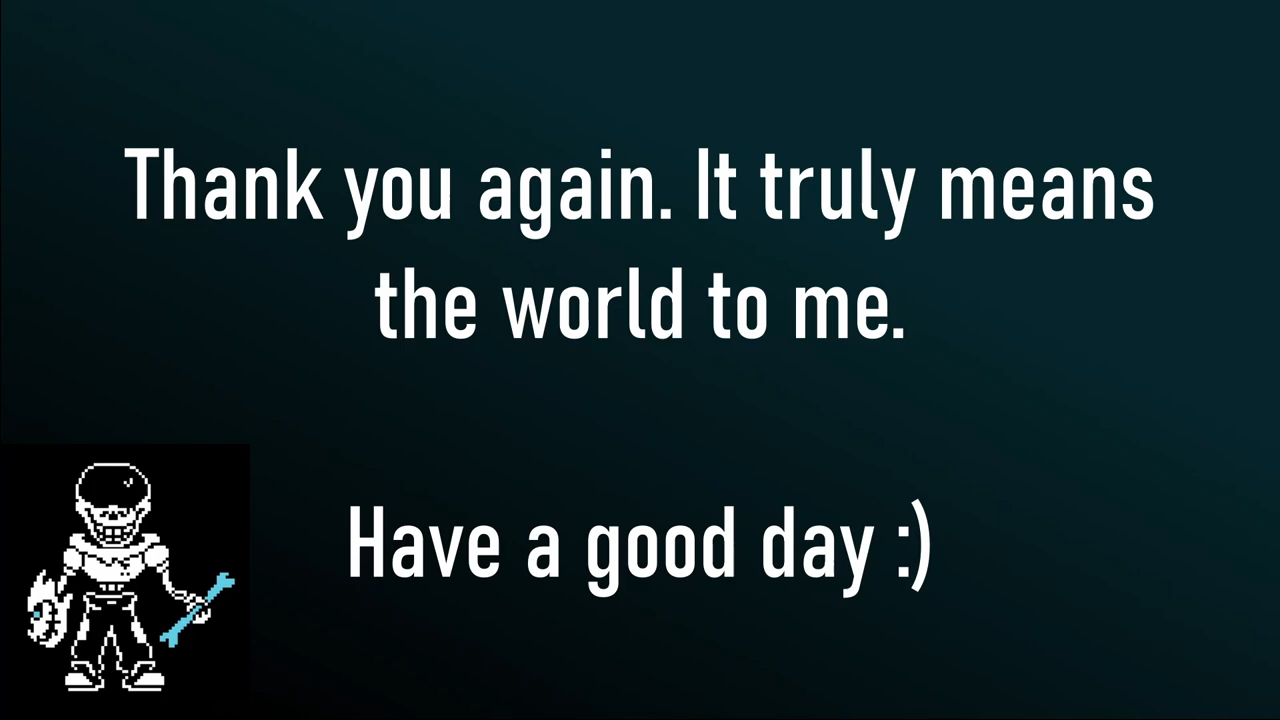 Thank you again. It truly means
the world to me.
Have a good day :)